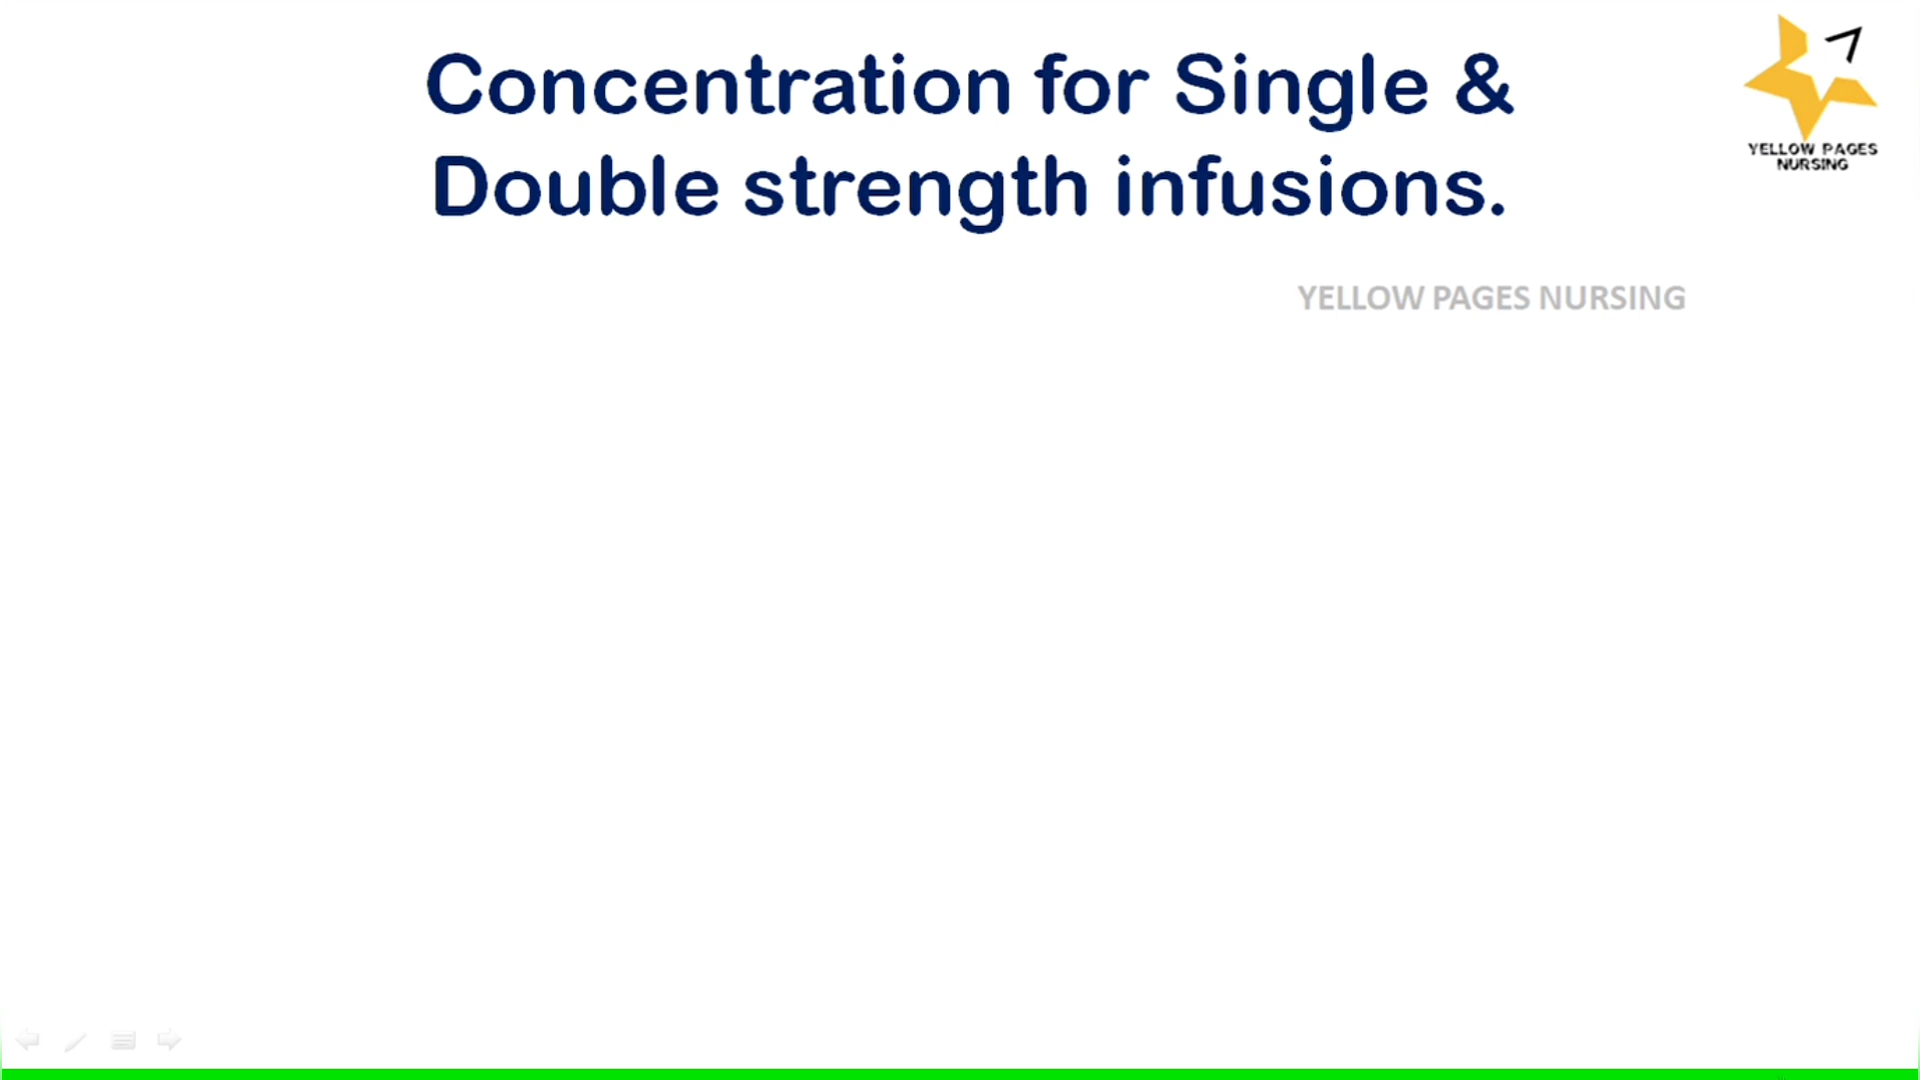 Concentration for Single &
Double strength infusions.
YELLOW PAGES
NURSING
YELLOW PAGES NURSING